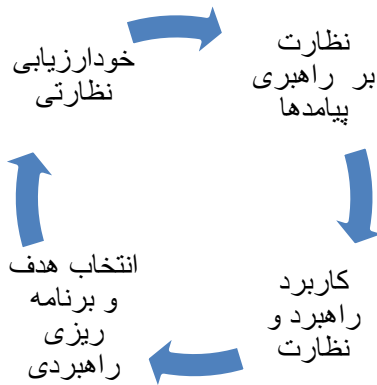 نظارت
بر راهبری
پیامدها
کاربرد
راهبرد و
نظارت
انتخاب هدف
و برنامه
ریزی
راهبردی
خودارزیابی
نظارتی